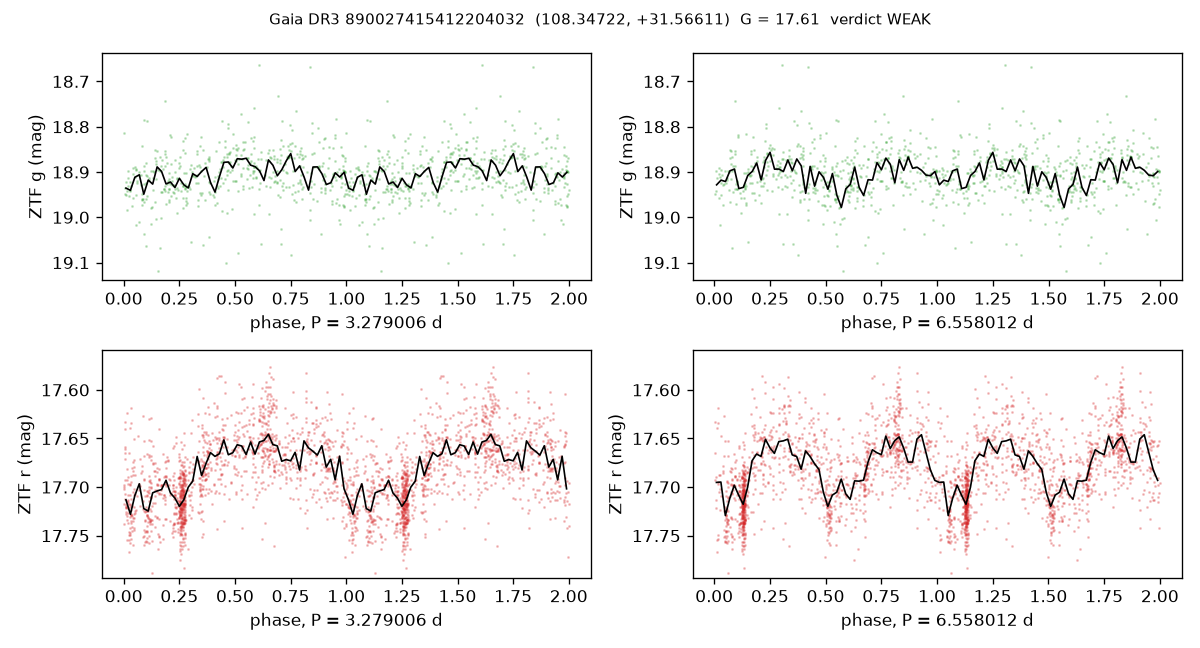 Gaia DR3 890027415412204032  (108.34722, +31.56611)  G = 17.61  verdict WEAK
ZTF g (mag)
18.7
18.8
18.9
19.0
19.1
0.00 0.25 0.50 0.75 1.00 1.25 1.50 1.75 2.00
phase, P = 3.279006 d
ZTF g (mag)
18.7
18.8
18.9
19.0
19.1
0.00 0.25 0.50 0.75 1.00 1.25 1.50 1.75 2.00
phase, P = 6.558012 d
ZTF r (mag)
17.60
17.65
17.70
17.75
0.00 0.25 0.50 0.75 1.00 1.25 1.50 1.75 2.00
phase, P = 3.279006 d
ZTF r (mag)
17.60
17.65
17.70
17.75
0.00 0.25 0.50 0.75 1.00 1.25 1.50 1.75 2.00
phase, P = 6.558012 d